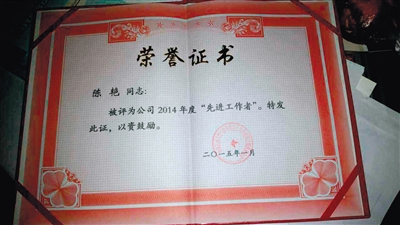 荣誉证书
陈 艳 同志：
被评为公司2014年度“先进工作者”。特发
此证，以资鼓励。
二〇一五年一月